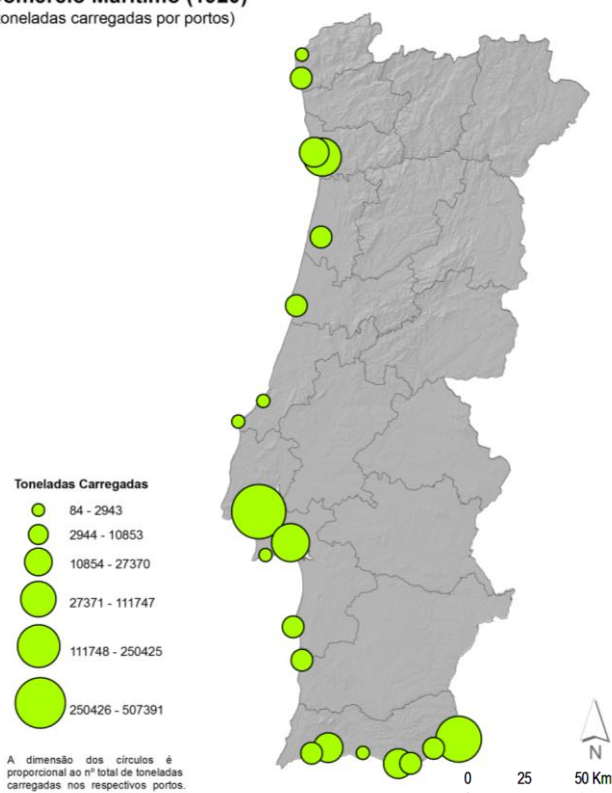 (toneladas carregadas por portos)
Toneladas Carregadas
84 - 2943
2944 - 10853
10854 - 27370
27371 - 111747
111748 - 250425
250426 - 507391
A dimensão dos círculos é
proporcional ao nº total de toneladas
carregadas nos respectivos portos.
N
0 25 50 Km